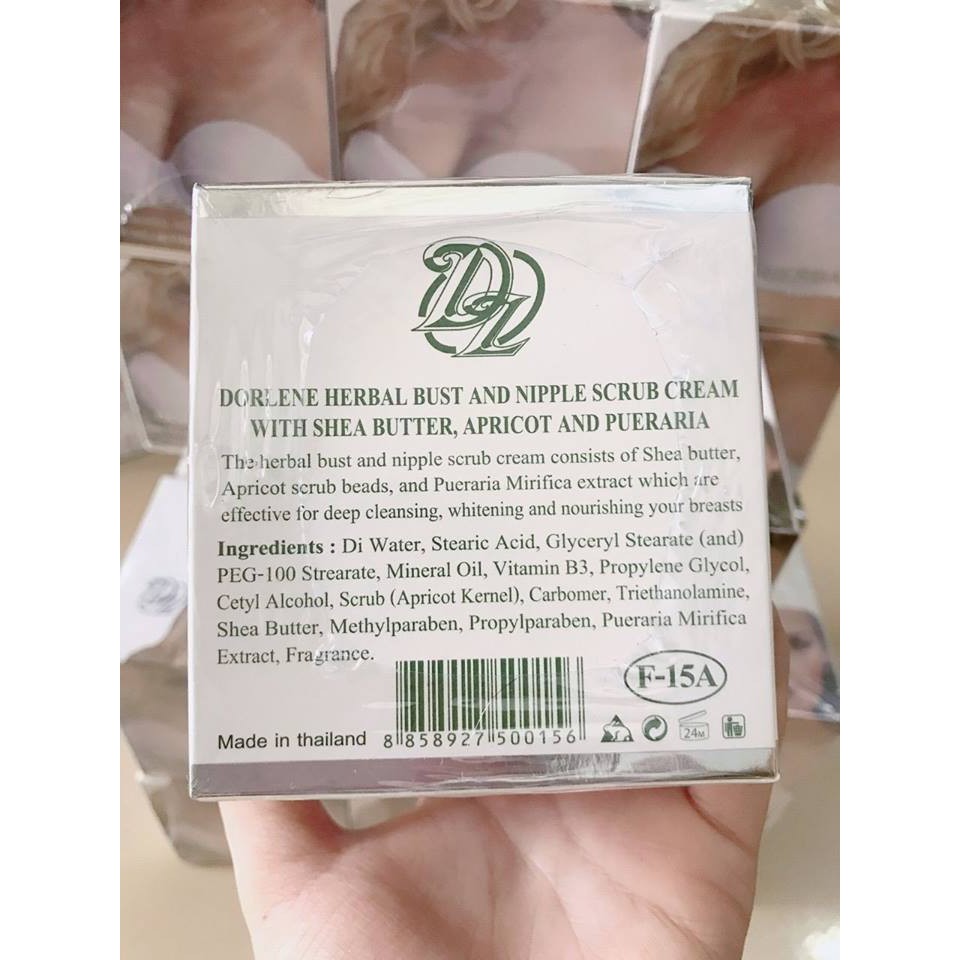 DL
DORLENE HERBAL BUST AND NIPPLE SCRUB CREAM
WITH SHEA BUTTER, APRICOT AND PUERARIA
The herbal bust and nipple scrub cream consists of Shea butter,
Apricot scrub beads, and Pueraria Mirifica extract which are
effective for deep cleansing, whitening and nourishing your breasts
Ingredients : Di Water, Stearic Acid, Glyceryl Stearate (and)
PEG-100 Strearate, Mineral Oil, Vitamin B3, Propylene Glycol,
Cetyl Alcohol, Scrub (Apricot Kernel), Carbomer, Triethanolamine,
Shea Butter, Methylparaben, Propylparaben, Pueraria Mirifica
Extract, Fragrance.
F-15A
Made in thailand 8 858927 500156 24M